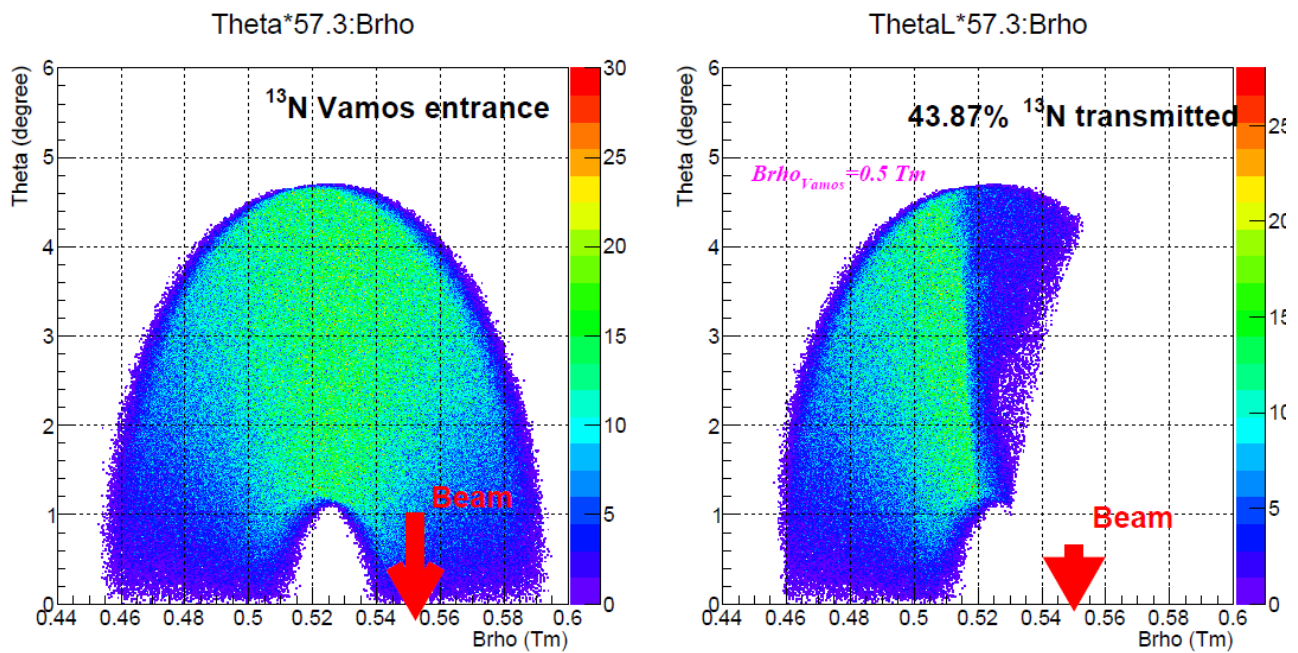 Theta*57.3:Brho
Theta (degree)
6
5
4
3
2
1
0
13N Vamos entrance
Beam
0.44 0.46 0.48 0.5 0.52 0.54 0.56 0.58 0.6
Brho (Tm)
30
25
20
15
10
5
0
ThetaL*57.3:Brho
Theta (degree)
6
5
4
3
2
1
0
43.87% 13N transmitted
BrhoVamos=0.5 Tm
Beam
0.44 0.46 0.48 0.5 0.52 0.54 0.56 0.58 0.6
Brho (Tm)
25
20
10
5
0